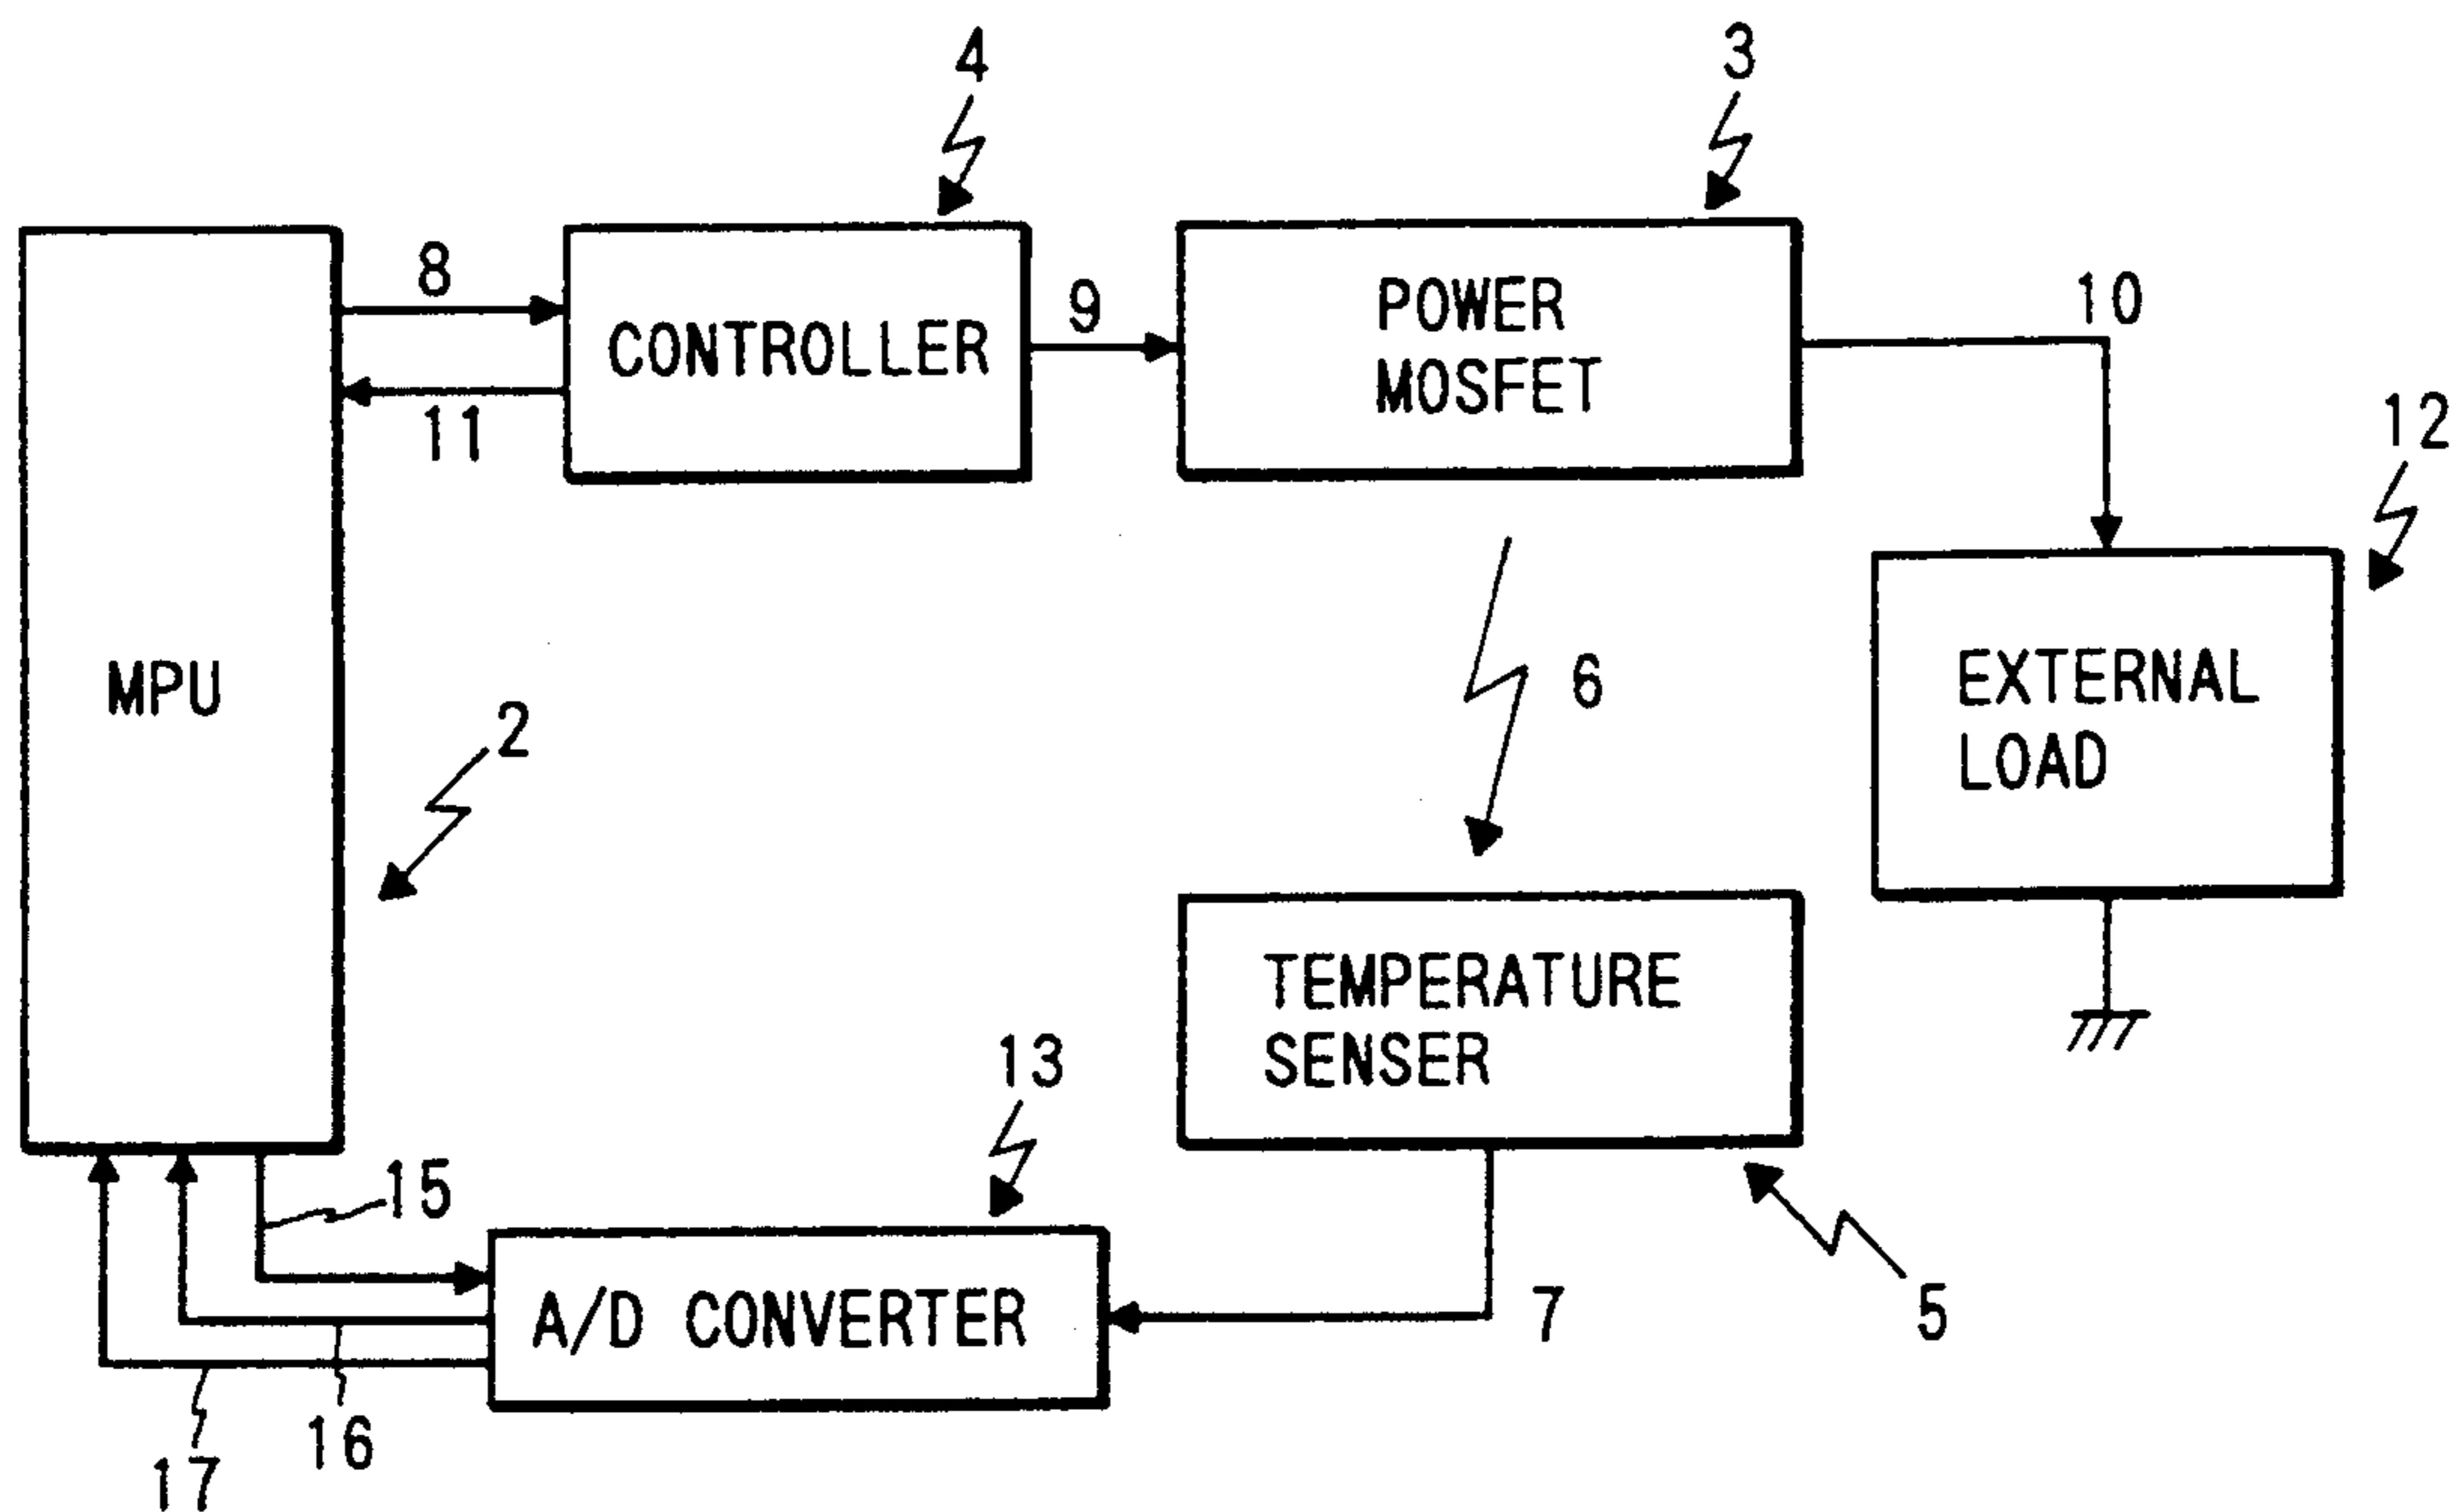 4
3
8
CONTROLLER
9
POWER
MOSFET
10
11
12
MPU
2
6
EXTERNAL
LOAD
TEMPERATURE
SENSER
13
15
A/D CONVERTER
7
5
16
17